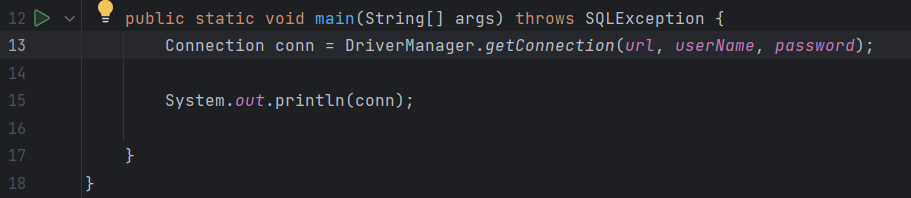 12 public static void main(String[] args) throws SQLException {
13 Connection conn = DriverManager.getConnection(url, userName, password);
14
15 System.out.println(conn);
16
17 }
18 }